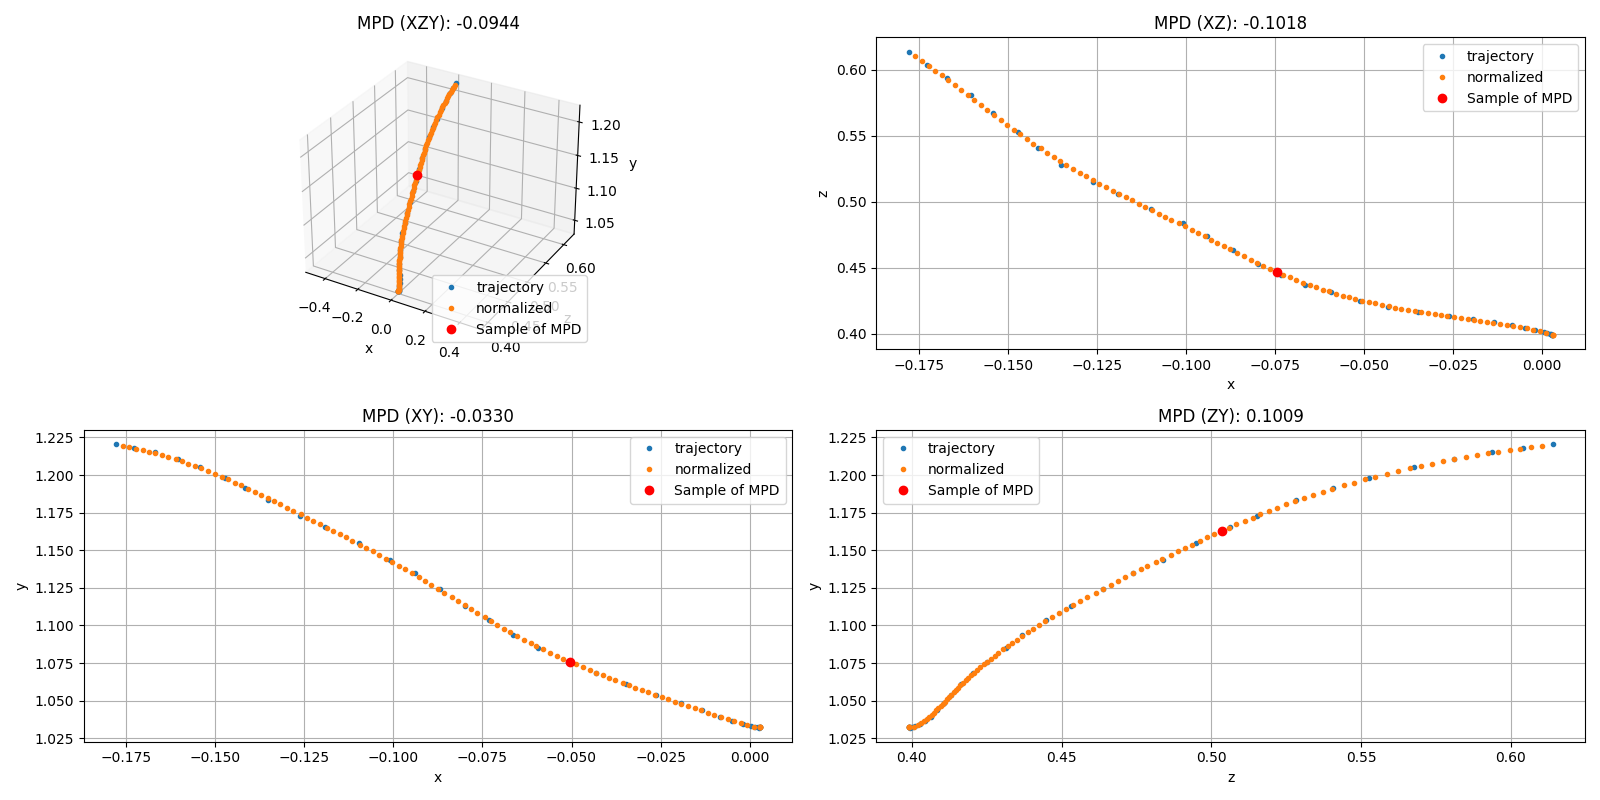 MPD (XZY): -0.0944
1.20
1.15
1.10
1.05
y
−0.4
−0.2
0.0
0.2
0.4
x
0.60
0.55
0.50
0.45
0.40
z
trajectory
normalized
Sample of MPD
MPD (XZ): -0.1018
0.60
0.55
0.50
0.45
0.40
z
trajectory
normalized
Sample of MPD
−0.175 −0.150 −0.125 −0.100 −0.075 −0.050 −0.025 0.000
x
MPD (XY): -0.0330
1.225
1.200
1.175
1.150
1.125
1.100
1.075
1.050
1.025
y
trajectory
normalized
Sample of MPD
−0.175 −0.150 −0.125 −0.100 −0.075 −0.050 −0.025 0.000
x
MPD (ZY): 0.1009
1.225
1.200
1.175
1.150
1.125
1.100
1.075
1.050
1.025
y
trajectory
normalized
Sample of MPD
0.40 0.45 0.50 0.55 0.60
z